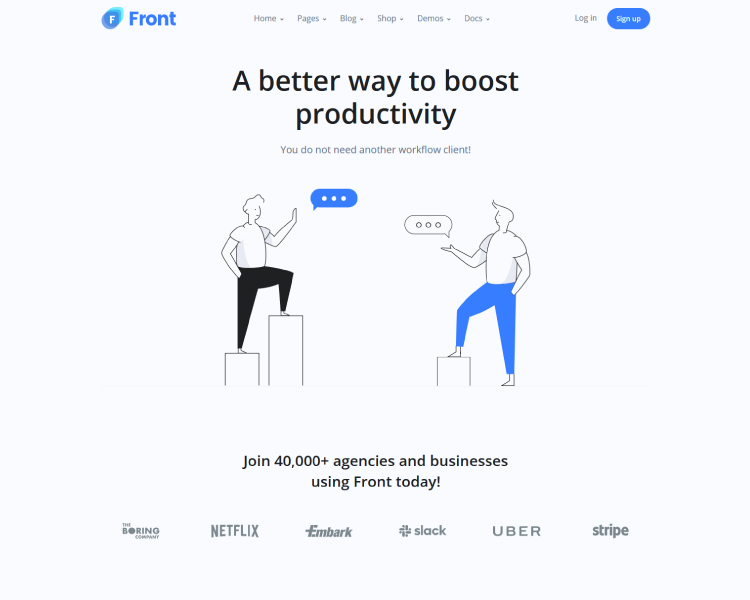 F Front Home Pages Blog Shop Demos Docs Log in Sign up
A better way to boost
productivity
You do not need another workflow client!
Join 40,000+ agencies and businesses
using Front today!
THE BORING COMPANY NETFLIX Embark slack UBER stripe